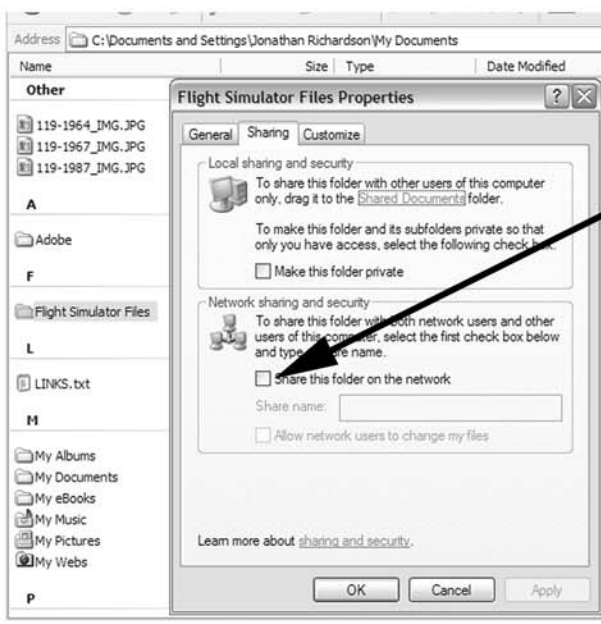 Address C:\Documents and Settings\Jonathan Richardson\My Documents
Name Size Type Date Modified
Other
119-1964_IMG.JPG
119-1967_IMG.JPG
119-1987_IMG.JPG
A
Adobe
F
Flight Simulator Files
L
LINKS.txt
M
My Albums
My Documents
My eBooks
My Music
My Pictures
My Webs
P
Flight Simulator Files Properties
General Sharing Customize
Local sharing and security
To share this folder with other users of this computer
only, drag it to the Shared Documents folder.
To make this folder and its subfolders private so that
only you have access, select the following check box.
Make this folder private
Network sharing and security
To share this folder with both network users and other
users of this computer, select the first check box below
and type a share name.
Share this folder on the network
Share name:
Allow network users to change my files
Learn more about sharing and security.
OK Cancel Apply